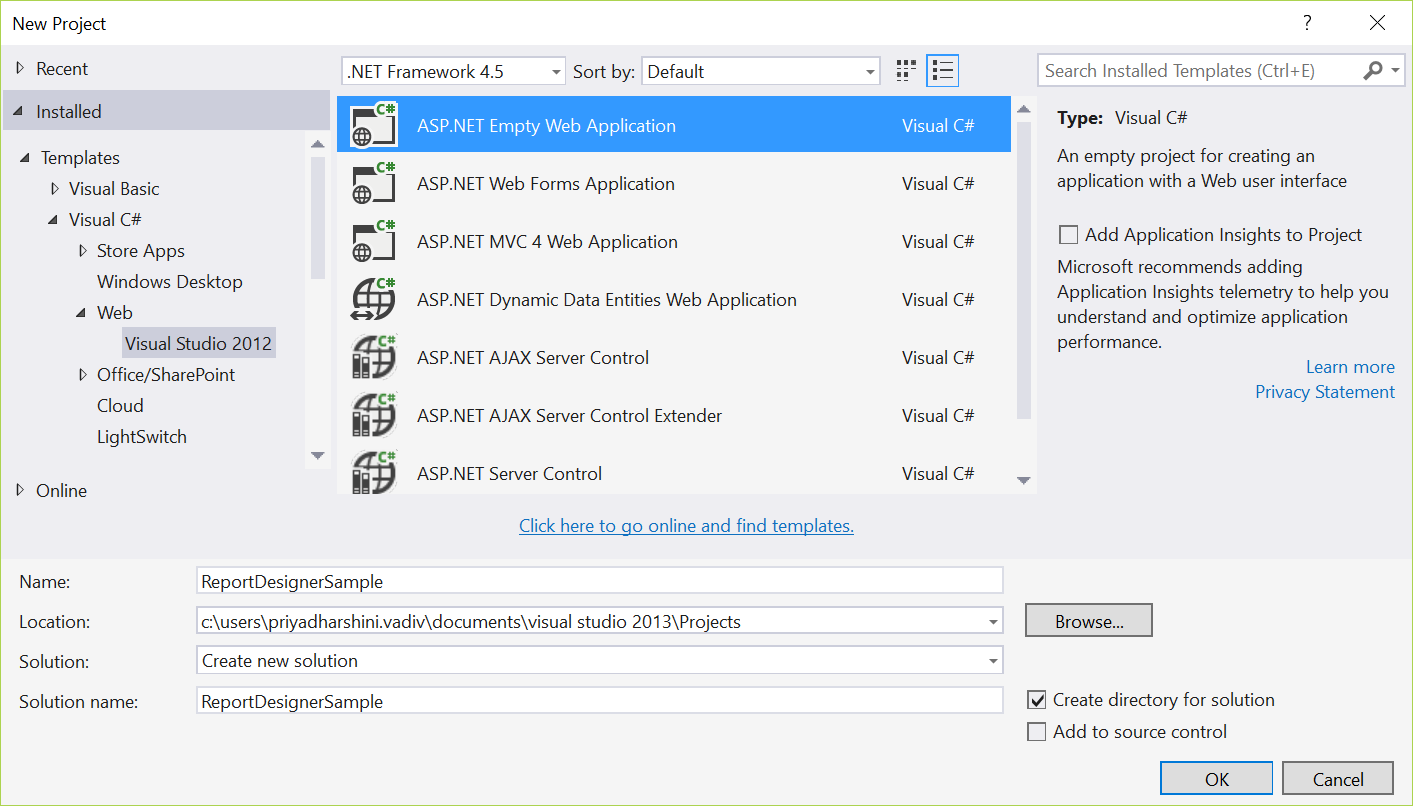 New Project
?
Recent
Installed
Templates
Visual Basic
Visual C#
Store Apps
Windows Desktop
Web
Visual Studio 2012
Office/SharePoint
Cloud
LightSwitch
Online
.NET Framework 4.5
Sort by:
Default
Search Installed Templates (Ctrl+E)
C# ASP.NET Empty Web Application Visual C#
C# ASP.NET Web Forms Application Visual C#
C# ASP.NET MVC 4 Web Application Visual C#
C# ASP.NET Dynamic Data Entities Web Application Visual C#
C# ASP.NET AJAX Server Control Visual C#
C# ASP.NET AJAX Server Control Extender Visual C#
C# ASP.NET Server Control Visual C#
Type: Visual C#
An empty project for creating an
application with a Web user interface
Add Application Insights to Project
Microsoft recommends adding
Application Insights telemetry to help you
understand and optimize application
performance.
Learn more
Privacy Statement
Click here to go online and find templates.
Name: ReportDesignerSample
Location: c:\users\priyadharshini.vadiv\documents\visual studio 2013\Projects
Browse...
Solution: Create new solution
Solution name: ReportDesignerSample
Create directory for solution
Add to source control
OK
Cancel